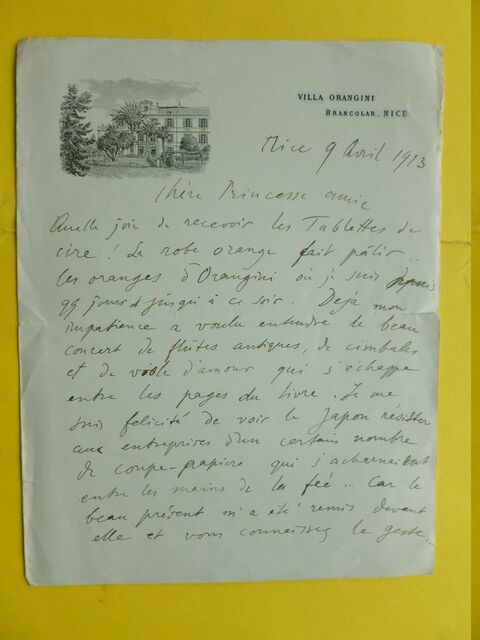 VILLA ORANGINI
BRANCOLAR, NICE
Nice 9 Avril 1913
Chère Princesse amie
Quelle joie de recevoir les Tablettes de
cire ! La robe orange fait pâlir..
les oranges d'Orangini où je suis depuis
99 jours et jusqu'à ce soir. Dejà mon
impatience a voulu entendre le beau
concert de flûtes antiques, de cimbales
et de viole d'amour qui s'échappe
entre les pages du livre. Je me
suis felicité de voir le Japon résister
aux entreprises d'un certain nombre
de coupe-papiers qui s'acharnaient
entre les mains de la fée... Car le
beau présent m'a été remis devant
elle et vous connaissez le geste...